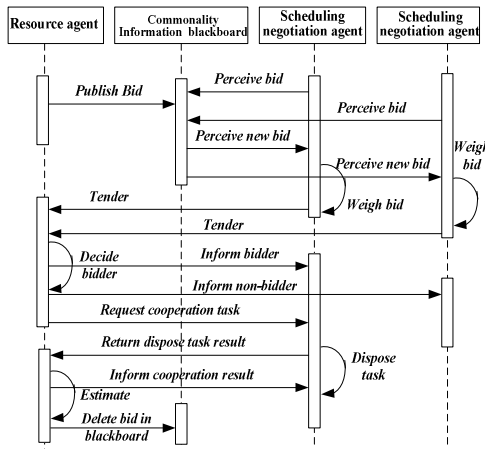 Resource agent
Commonality
Information blackboard
Scheduling
negotiation agent
Scheduling
negotiation agent
Perceive bid
Publish Bid
Perceive bid
Perceive new bid
Weigh
bid
Perceive new bid
Tender
Weigh bid
Tender
Decide
bidder
Inform bidder
Inform non-bidder
Request cooperation task
Return dispose task result
Dispose
task
Inform cooperation result
Estimate
Delete bid in
blackboard